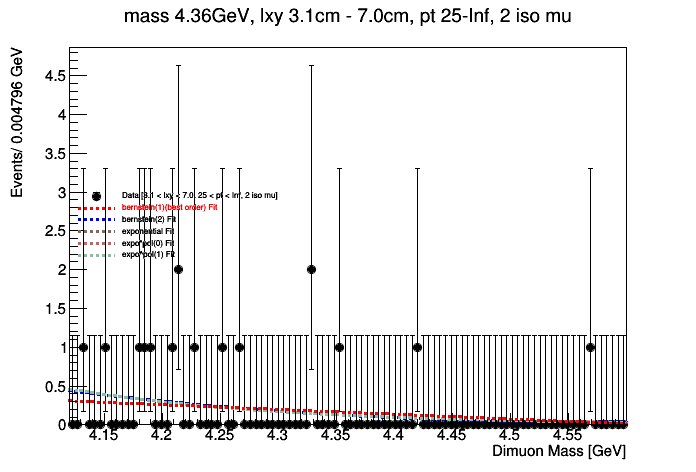 mass 4.36GeV, lxy 3.1cm - 7.0cm, pt 25-Inf, 2 iso mu
Events/ 0.004796 GeV
4.5
4
3.5
3
2.5
2
1.5
1
0.5
0
Data [3.1 < lxy < 7.0, 25 < pt < Inf, 2 iso mu]
bernstein(1)(best order) Fit
bernstein(2) Fit
exponential Fit
expo*pol(0) Fit
expo*pol(1) Fit
4.15 4.2 4.25 4.3 4.35 4.4 4.45 4.5 4.55
Dimuon Mass [GeV]